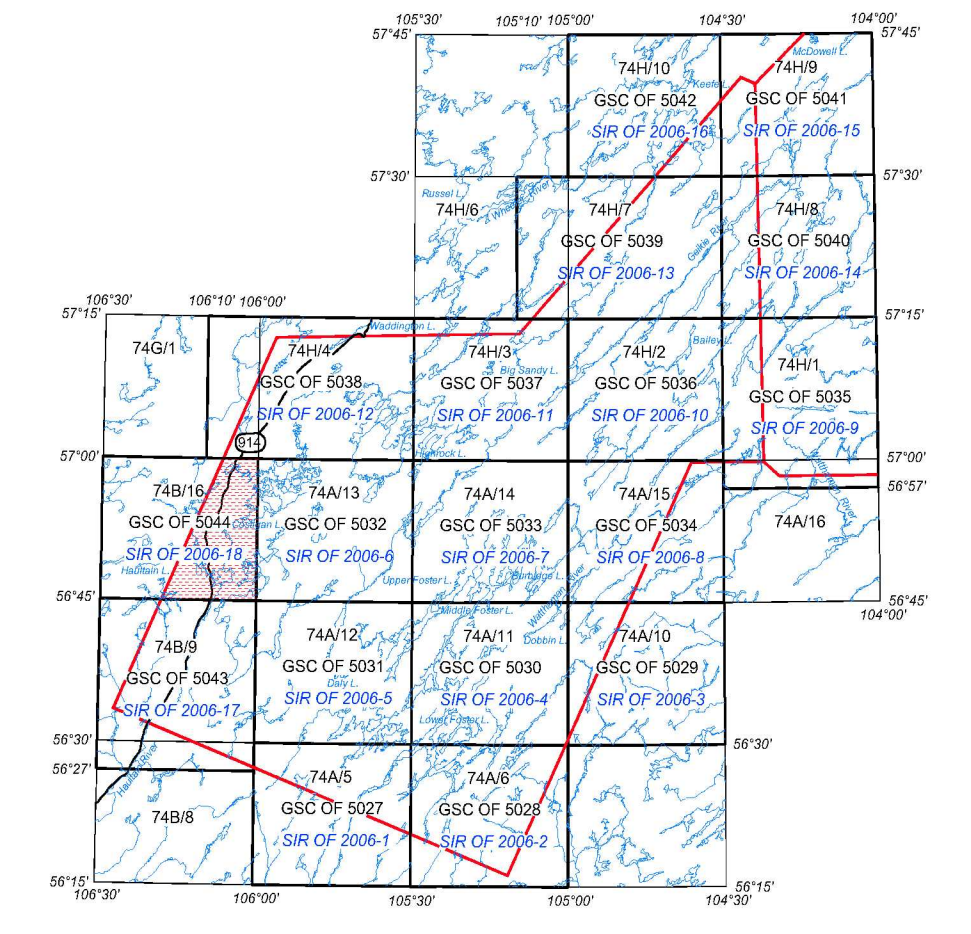 105°30'
105°10'
105°00'
104°30'
104°00'
57°45'
57°45'
McDowell L.
74H/10
74H/9
Keefe L.
GSC OF 5042
GSC OF 5041
SIR OF 2006-16
SIR OF 2006-15
57°30'
57°30'
Russel L.
74H/6
Wheeler River
74H/7
74H/8
Geikie River
GSC OF 5039
GSC OF 5040
SIR OF 2006-13
SIR OF 2006-14
106°30'
106°10'
106°00'
57°15'
57°15'
Waddington L.
74G/1
74H/4
74H/3
74H/2
Bailey L.
74H/1
Big Sandy L.
GSC OF 5038
GSC OF 5037
GSC OF 5036
GSC OF 5035
SIR OF 2006-12
SIR OF 2006-11
SIR OF 2006-10
SIR OF 2006-9
914
Highrock L.
57°00'
57°00'
56°57'
74B/16
74A/13
74A/14
74A/15
74A/16
River
GSC OF 5044
Costigan L.
GSC OF 5032
GSC OF 5033
GSC OF 5034
SIR OF 2006-18
SIR OF 2006-6
SIR OF 2006-7
SIR OF 2006-8
Haultain L.
Upper Foster L.
56°45'
56°45'
104°00'
Middle Foster L.
74B/9
74A/12
74A/11
Dobbin L.
74A/10
GSC OF 5043
GSC OF 5031
GSC OF 5030
GSC OF 5029
Daly L.
SIR OF 2006-17
SIR OF 2006-5
SIR OF 2006-4
SIR OF 2006-3
Lower Foster L.
56°30'
56°30'
Haultain River
56°27'
74A/5
74A/6
74B/8
GSC OF 5027
GSC OF 5028
SIR OF 2006-1
SIR OF 2006-2
56°15'
56°15'
106°30'
106°00'
105°30'
105°00'
104°30'